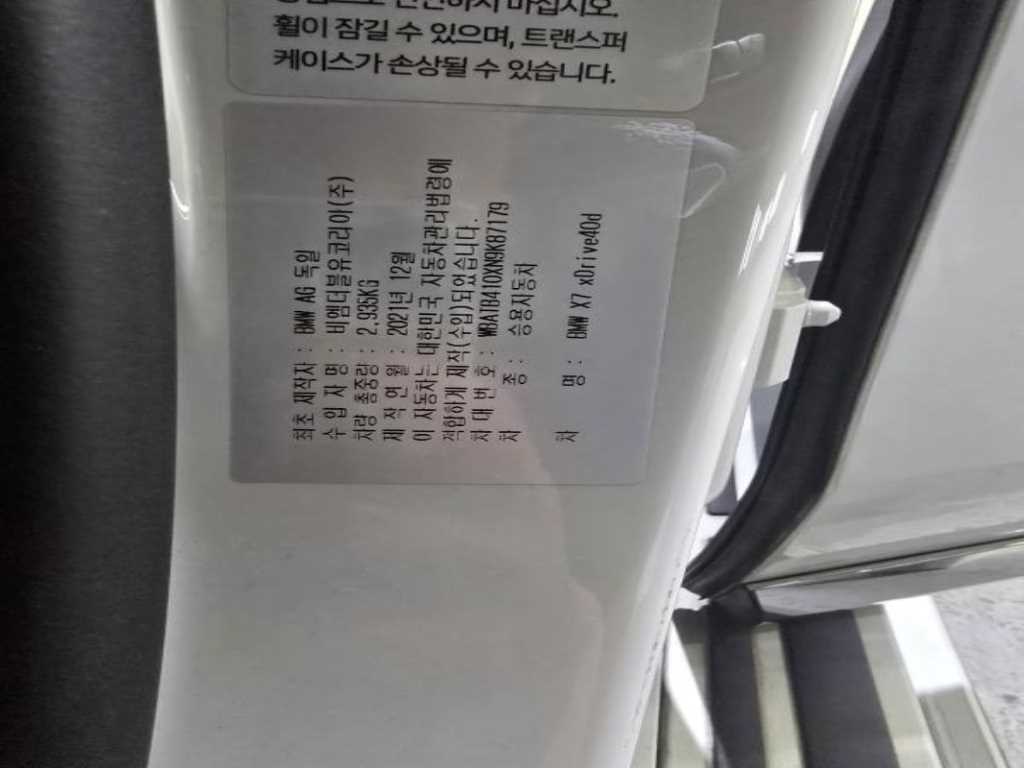 휠이 잠길 수 있으며, 트랜스퍼
케이스가 손상될 수 있습니다.
최초 제작자 : BMW AG 독일
수 입 자 명 : 비엠더블유코리아(주)
차량 총중량 : 2,935KG
제 작 연 월 : 2021년 12월
이 자동차는 대한민국 자동차관리법령에
적합하게 제작(수입)되었습니다.
차 대 번 호 : WBATB410XN9K87179
차 종 : 승용자동차
차 명 : BMW X7 xDrive40d